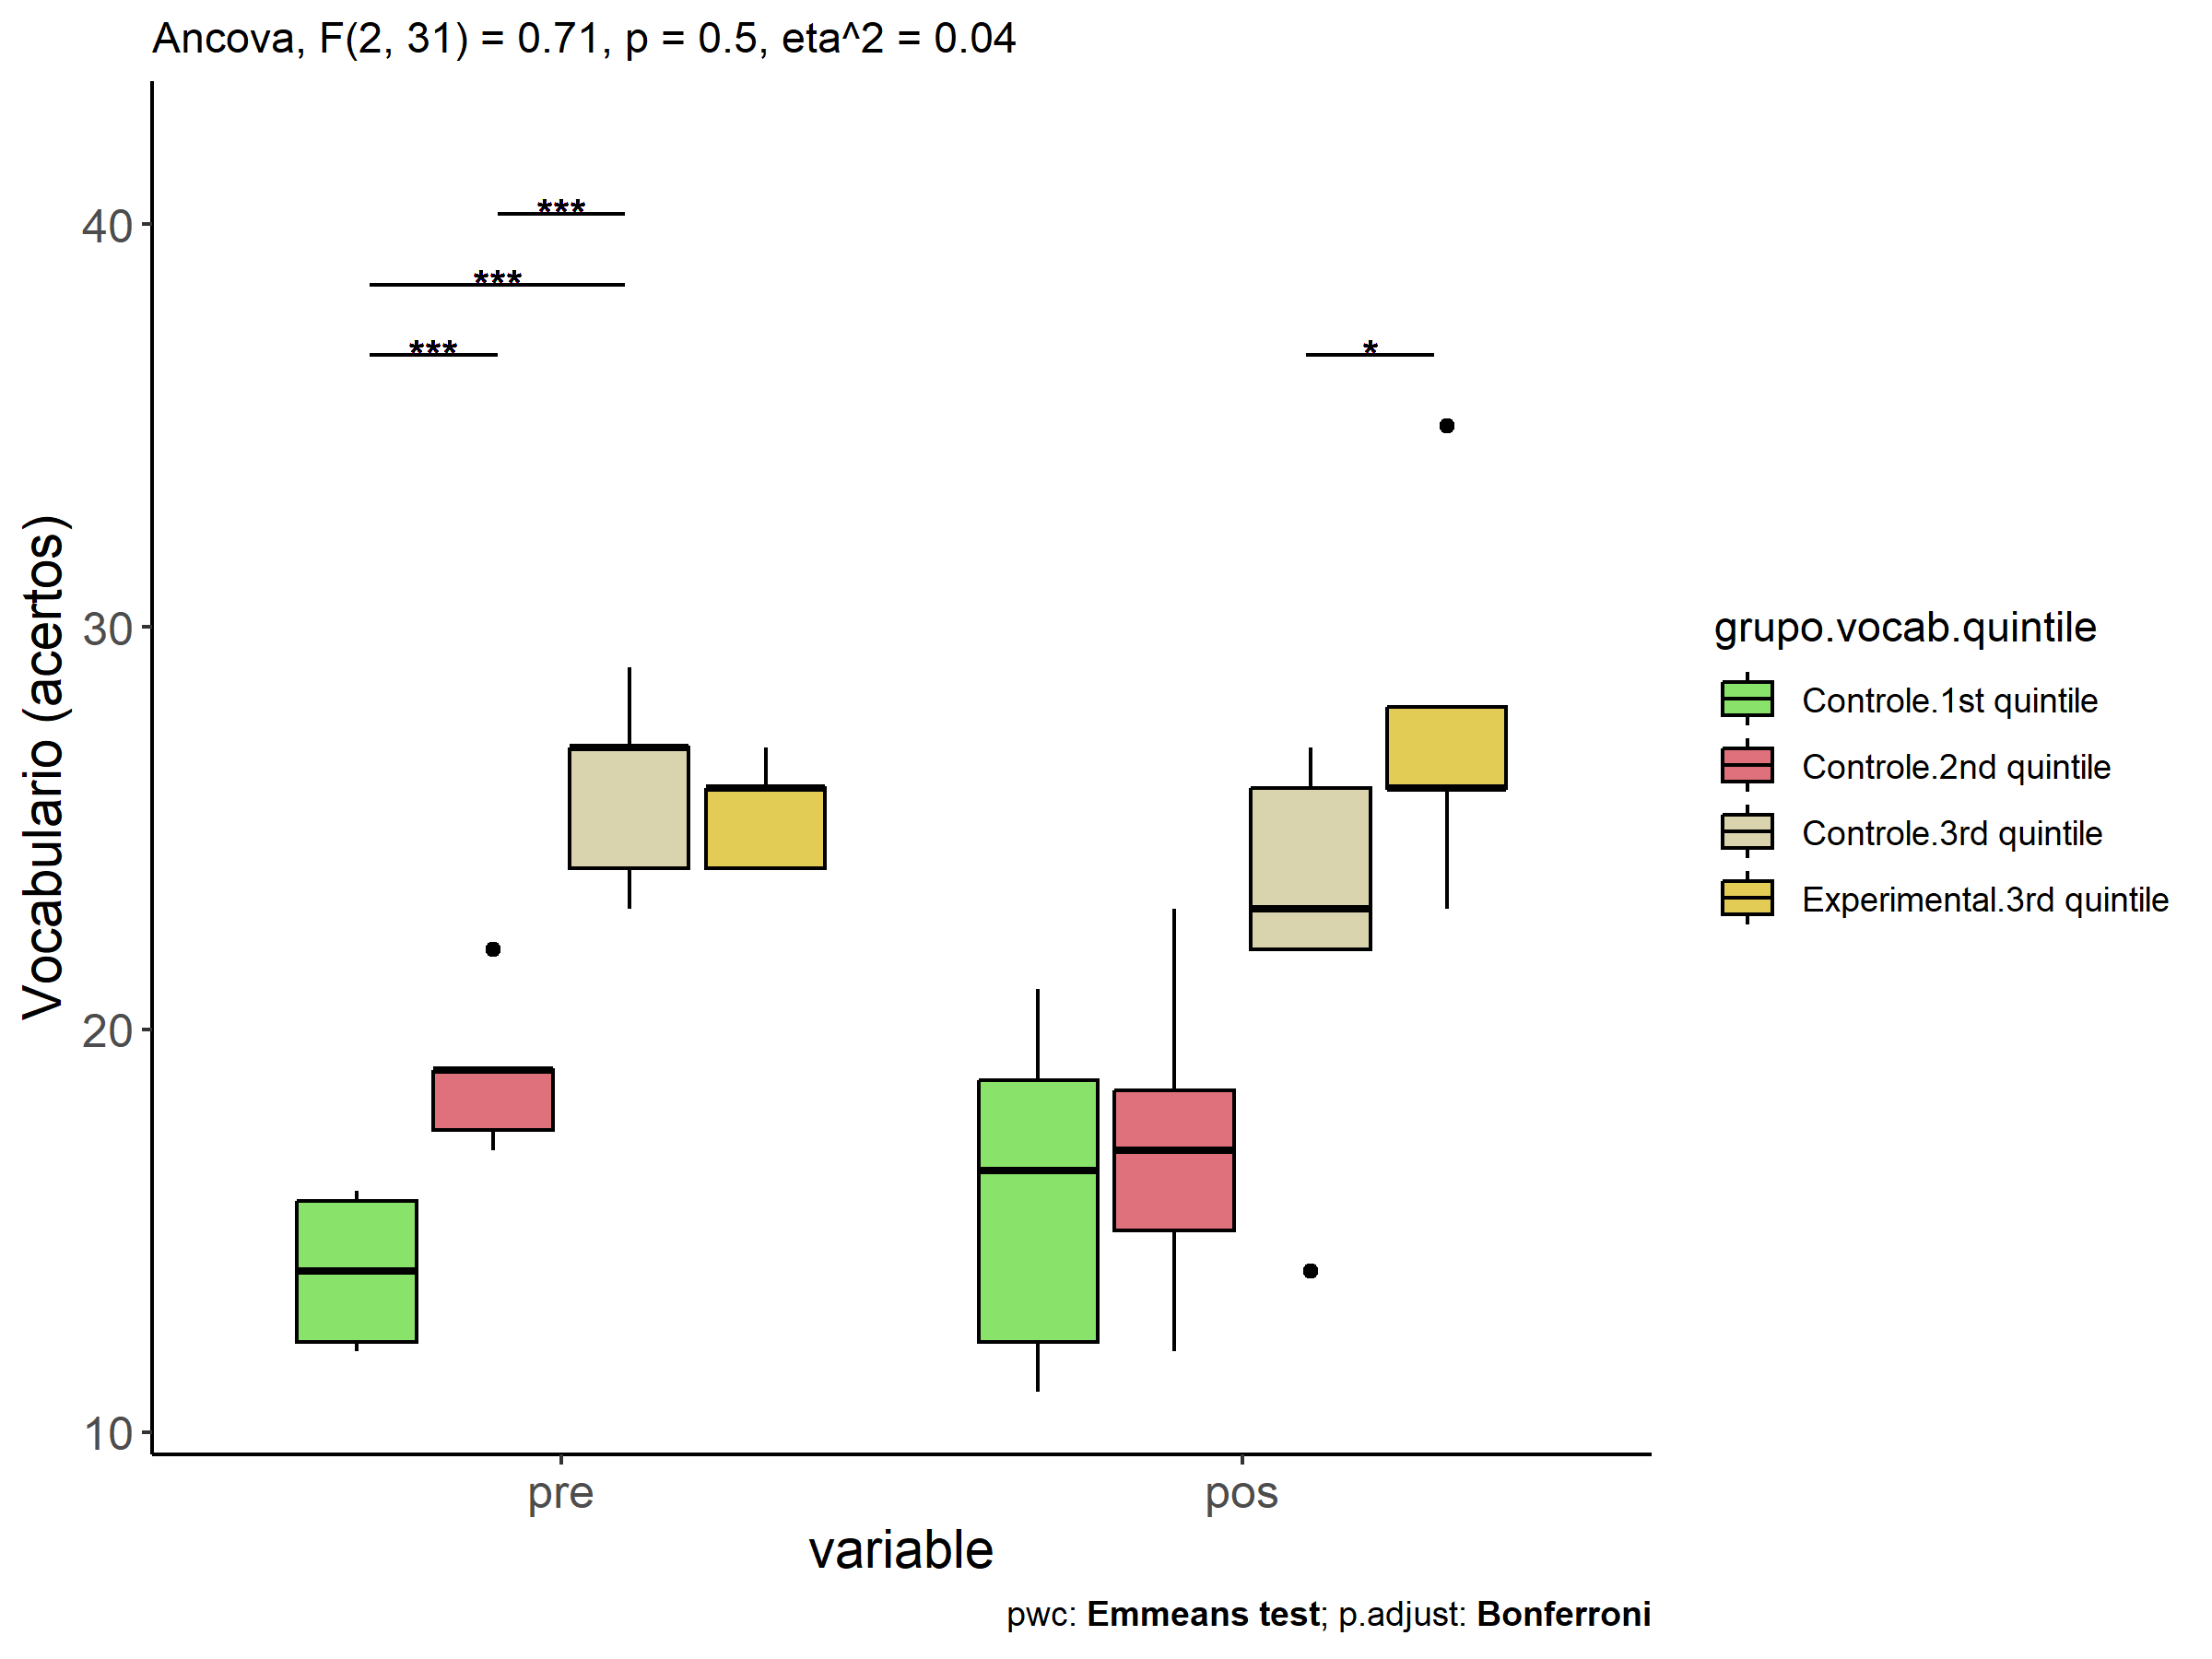 Ancova, F(2, 31) = 0.71, p = 0.5, eta^2 = 0.04
Vocabulario (acertos)
40
30
20
10
***
***
***
*
pre
pos
variable
grupo.vocab.quintile
Controle.1st quintile
Controle.2nd quintile
Controle.3rd quintile
Experimental.3rd quintile
pwc: Emmeans test; p.adjust: Bonferroni